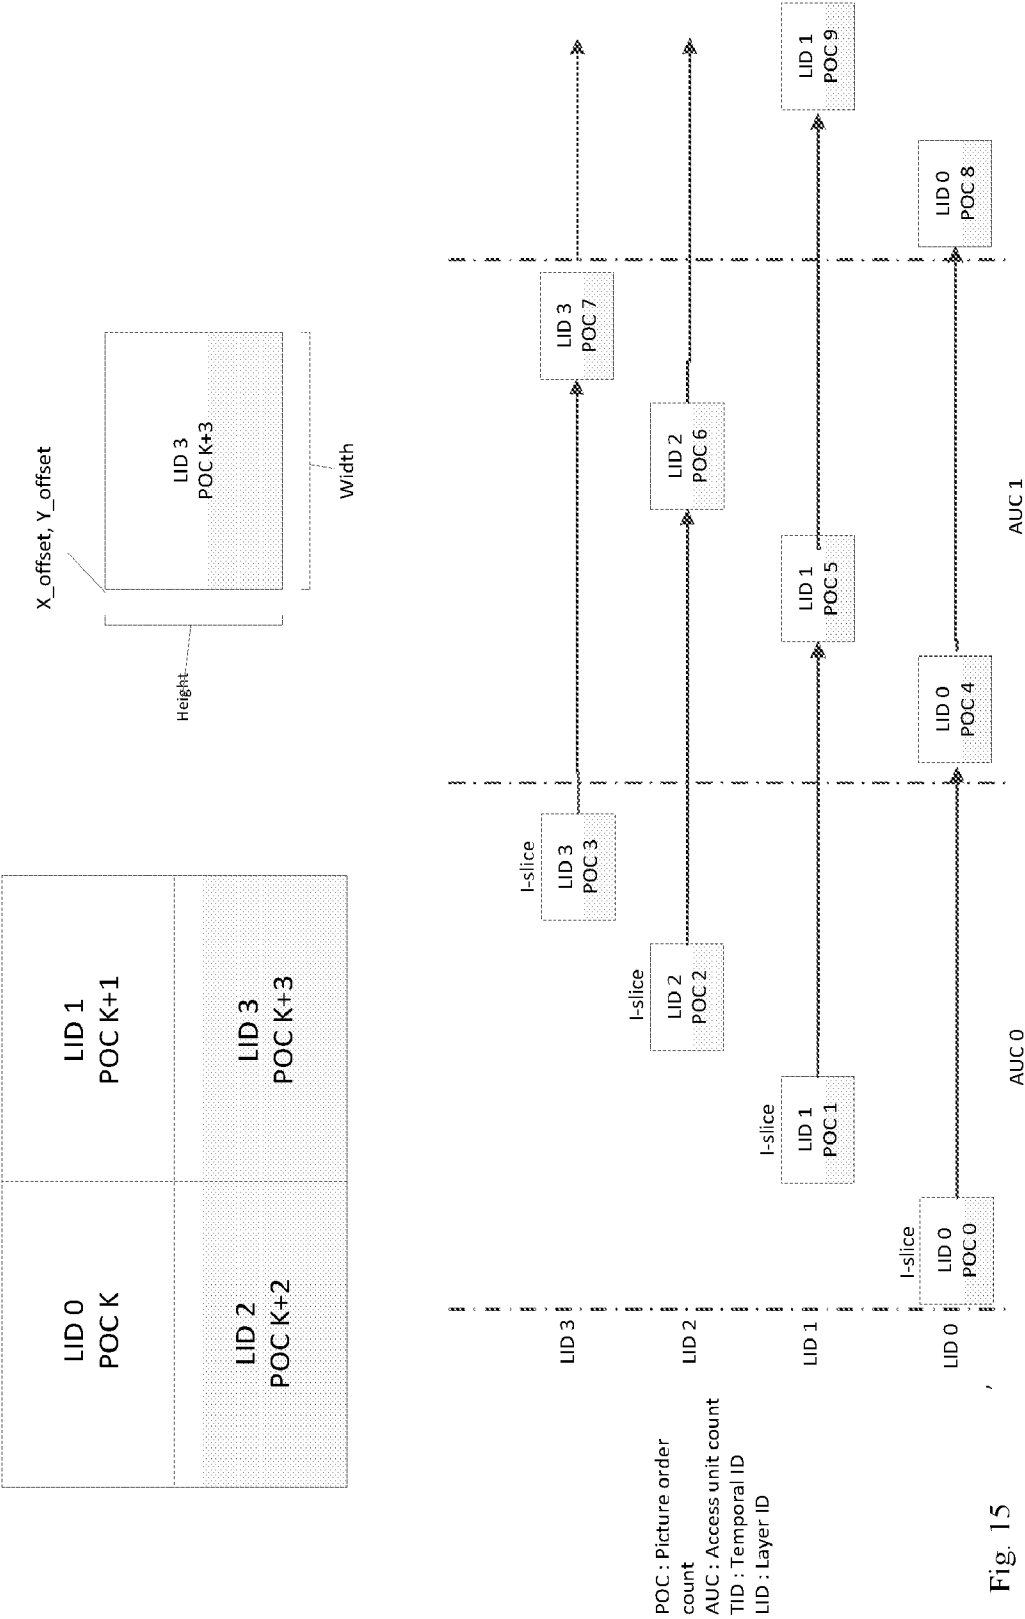 LID 0
POC K
LID 1
POC K+1
LID 2
POC K+2
LID 3
POC K+3
X_offset, Y_offset
Height
LID 3
POC K+3
Width
LID 3
I-slice
LID 3
POC 3
LID 3
POC 7
LID 2
I-slice
LID 2
POC 2
LID 2
POC 6
LID 1
I-slice
LID 1
POC 1
LID 1
POC 5
LID 1
POC 9
LID 0
I-slice
LID 0
POC 0
LID 0
POC 4
LID 0
POC 8
AUC 0
AUC 1
POC : Picture order
count
AUC : Access unit count
TID : Temporal ID
LID : Layer ID
Fig. 15